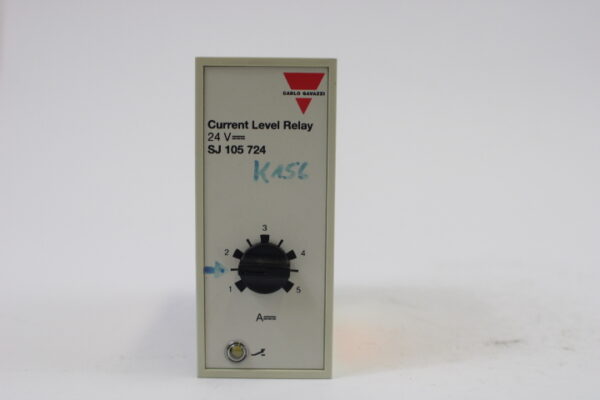 CARLO GAVAZZI
Current Level Relay
24 V⎓
SJ 105 724
K156
3
2
4
1
5
A⎓